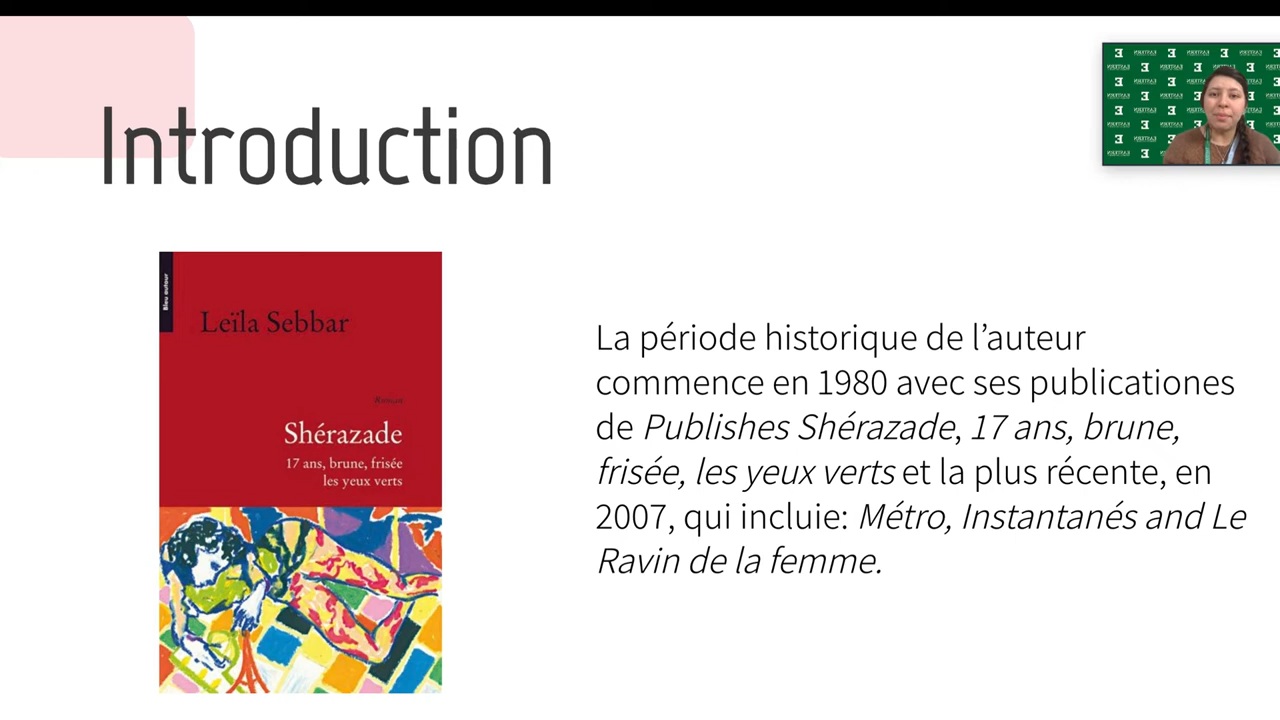 Introduction
Bleu autour
Leïla Sebbar
Roman
Shérazade
17 ans, brune, frisée
les yeux verts
La période historique de l’auteur
commence en 1980 avec ses publicationes
de Publishes Shérazade, 17 ans, brune,
frisée, les yeux verts et la plus récente, en
2007, qui incluie: Métro, Instantanés and Le
Ravin de la femme.